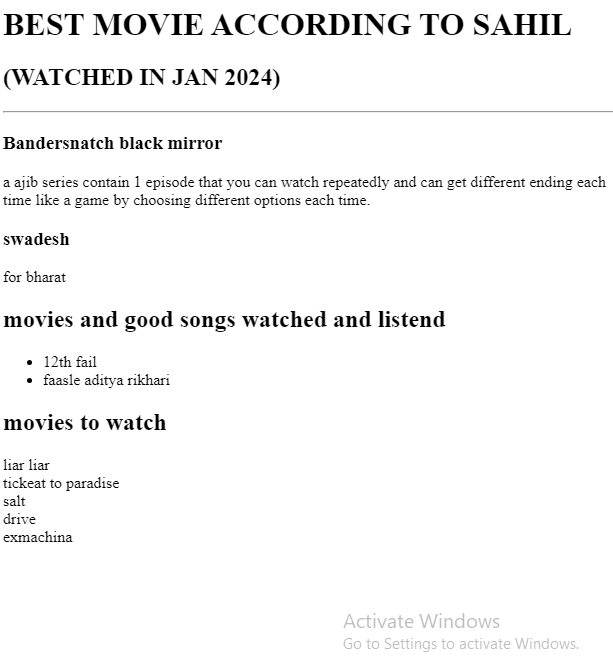 BEST MOVIE ACCORDING TO SAHIL
(WATCHED IN JAN 2024)
Bandersnatch black mirror
a ajib series contain 1 episode that you can watch repeatedly and can get different ending each
time like a game by choosing different options each time.
swadesh
for bharat
movies and good songs watched and listend
• 12th fail
• faasle aditya rikhari
movies to watch
liar liar
tickeat to paradise
salt
drive
exmachina
Activate Windows
Go to Settings to activate Windows.